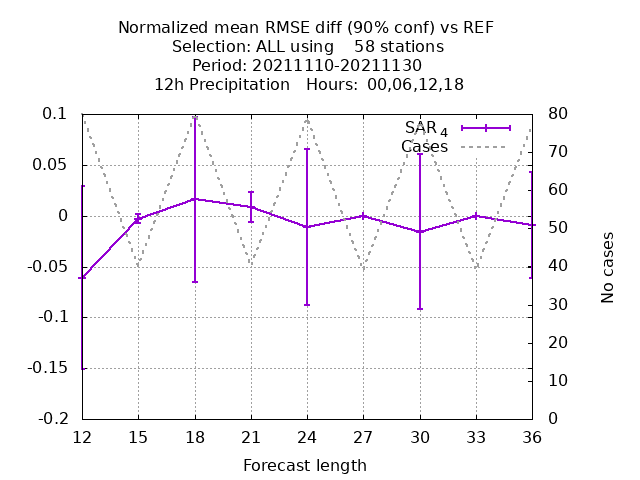 Normalized mean RMSE diff (90% conf) vs REF
Selection: ALL using 58 stations
Period: 20211110-20211130
12h Precipitation Hours: 00,06,12,18
SAR4
Cases
0.1
0.05
0
-0.05
-0.1
-0.15
-0.2
80
70
60
50
40
30
20
10
0
No cases
12 15 18 21 24 27 30 33 36
Forecast length